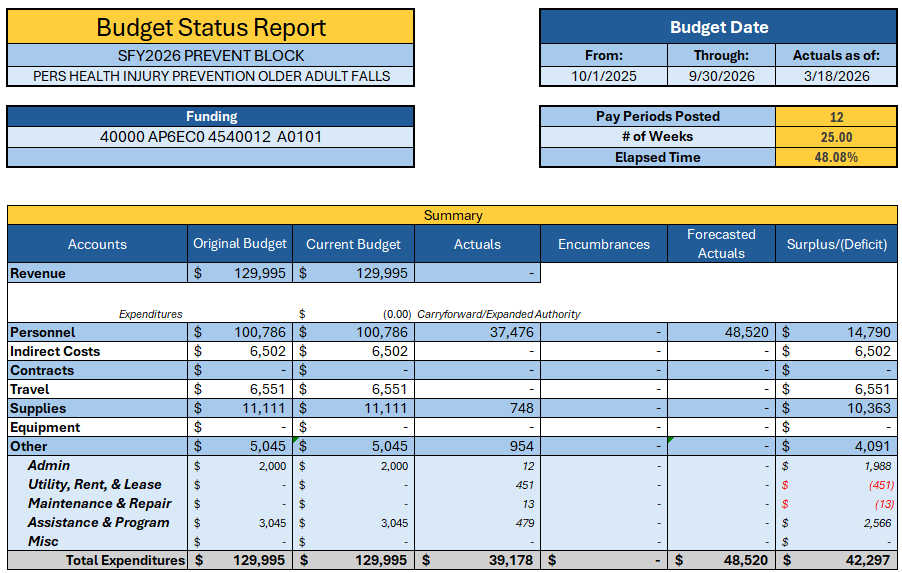 Budget Status Report
SFY2026 PREVENT BLOCK
PERS HEALTH INJURY PREVENTION OLDER ADULT FALLS
Budget Date
From: Through: Actuals as of:
10/1/2025 9/30/2026 3/18/2026
Funding
40000 AP6EC0 4540012 A0101
Pay Periods Posted 12
# of Weeks 25.00
Elapsed Time 48.08%
Summary
Accounts Original Budget Current Budget Actuals Encumbrances Forecasted Actuals Surplus/(Deficit)
Revenue $ 129,995 $ 129,995 -
Expenditures $ (0.00) Carryforward/Expanded Authority
Personnel $ 100,786 $ 100,786 37,476 - 48,520 $ 14,790
Indirect Costs $ 6,502 $ 6,502 - - - $ 6,502
Contracts $ - $ - - - - $ -
Travel $ 6,551 $ 6,551 - - - $ 6,551
Supplies $ 11,111 $ 11,111 748 - - $ 10,363
Equipment $ - $ - - - - $ -
Other $ 5,045 $ 5,045 954 - - $ 4,091
Admin $ 2,000 $ 2,000 12 - - $ 1,988
Utility, Rent, & Lease $ - $ - 451 - - $ (451)
Maintenance & Repair $ - $ - 13 - - $ (13)
Assistance & Program $ 3,045 $ 3,045 479 - - $ 2,566
Misc $ - $ - - - - $ -
Total Expenditures $ 129,995 $ 129,995 $ 39,178 $ - $ 48,520 $ 42,297